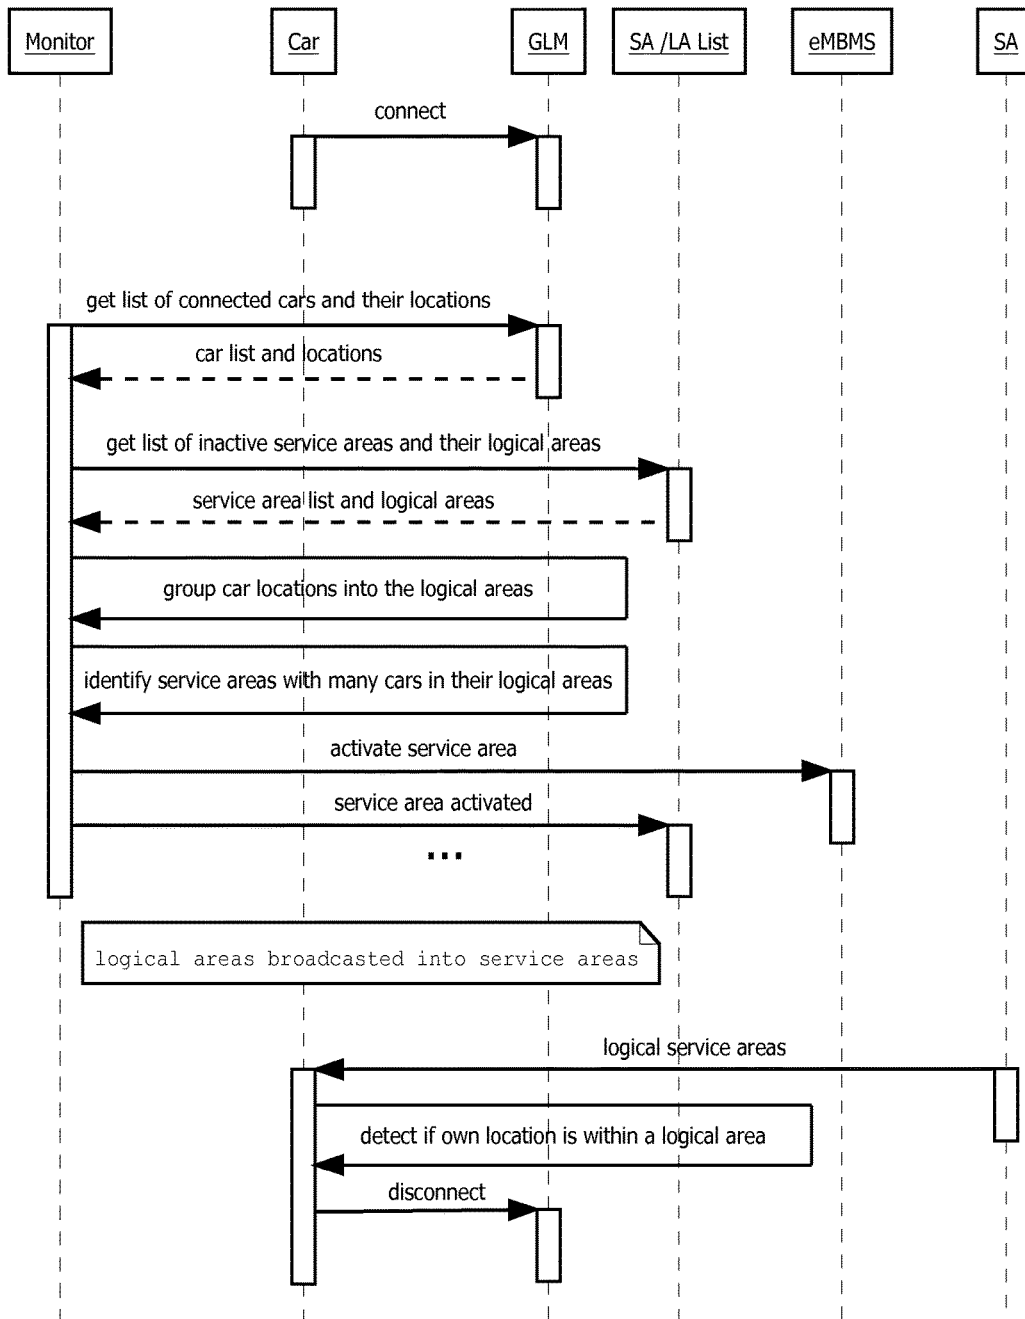 Monitor
Car
GLM
SA /LA List
eMBMS
SA
connect
get list of connected cars and their locations
car list and locations
get list of inactive service areas and their logical areas
service area list and logical areas
group car locations into the logical areas
identify service areas with many cars in their logical areas
activate service area
service area activated
...
logical areas broadcasted into service areas
logical service areas
detect if own location is within a logical area
disconnect